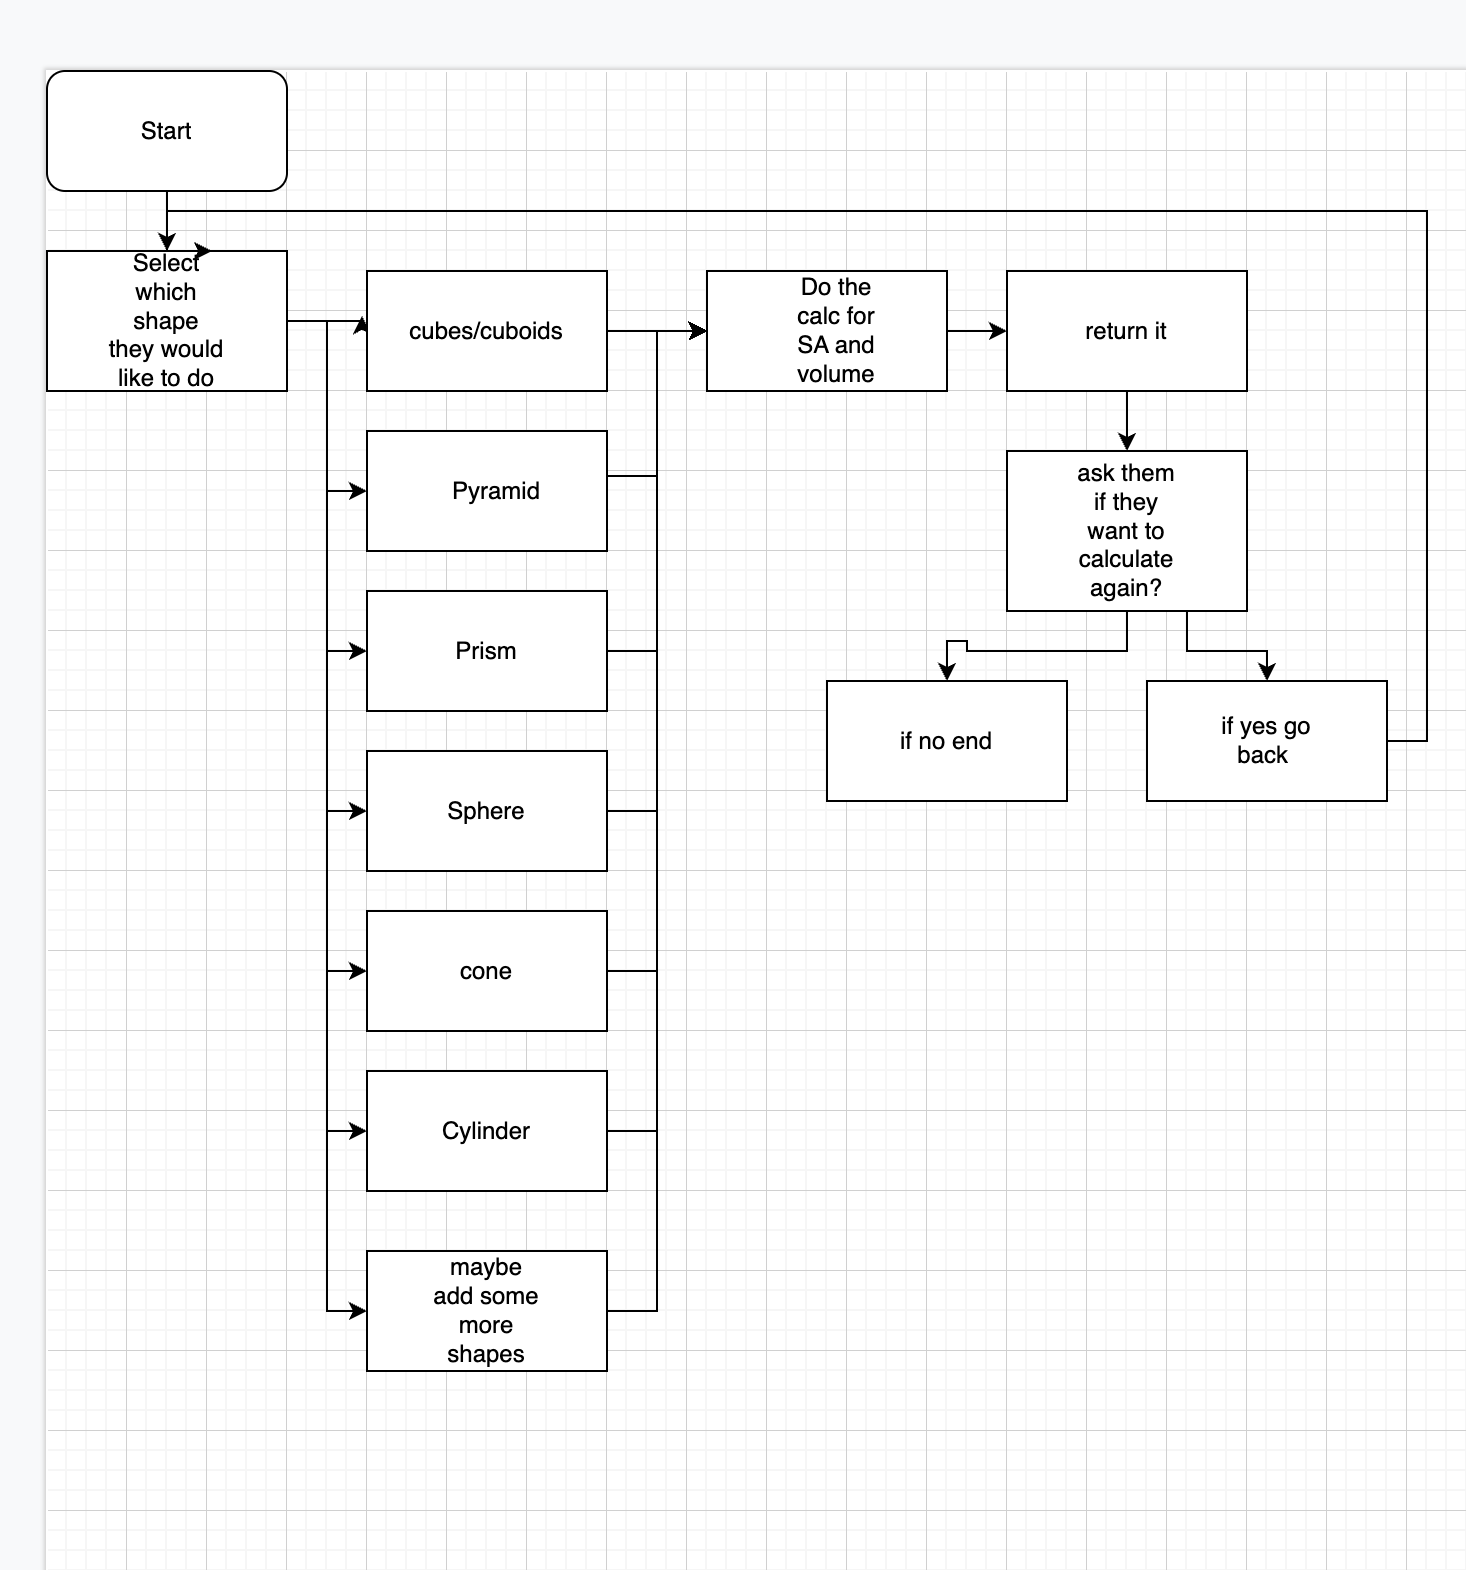 Start
Select
which
shape
they would
like to do
cubes/cuboids
Do the
calc for
SA and
volume
return it
Pyramid
ask them
if they
want to
calculate
again?
Prism
if no end
if yes go
back
Sphere
cone
Cylinder
maybe
add some
more
shapes